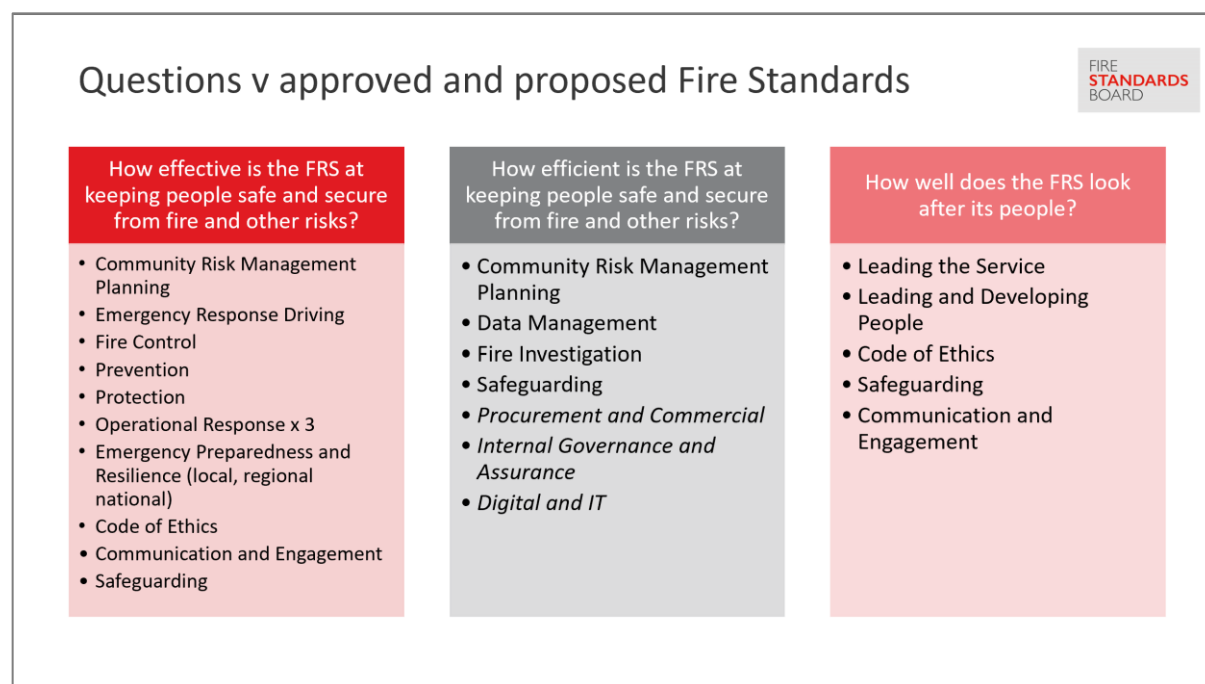 Questions v approved and proposed Fire Standards
FIRE
STANDARDS
BOARD
How effective is the FRS at
keeping people safe and secure
from fire and other risks?
• Community Risk Management
Planning
• Emergency Response Driving
• Fire Control
• Prevention
• Protection
• Operational Response x 3
• Emergency Preparedness and
Resilience (local, regional
national)
• Code of Ethics
• Communication and Engagement
• Safeguarding
How efficient is the FRS at
keeping people safe and secure
from fire and other risks?
• Community Risk Management
Planning
• Data Management
• Fire Investigation
• Safeguarding
• Procurement and Commercial
• Internal Governance and
Assurance
• Digital and IT
How well does the FRS look
after its people?
• Leading the Service
• Leading and Developing
People
• Code of Ethics
• Safeguarding
• Communication and
Engagement